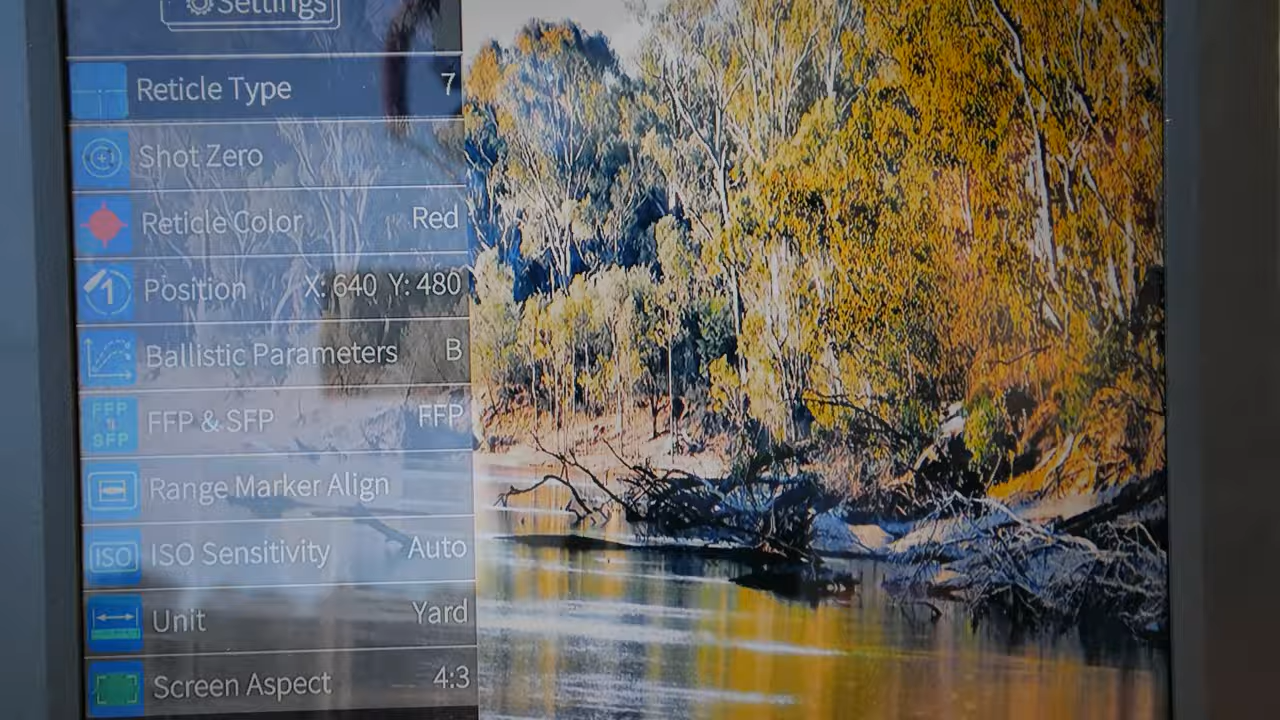 Settings
Reticle Type 7
Shot Zero
Reticle Color Red
Position X: 640 Y: 480
Ballistic Parameters B
FFP & SFP FFP
FFP
SFP
Range Marker Align
ISO ISO Sensitivity Auto
Unit Yard
Screen Aspect 4:3